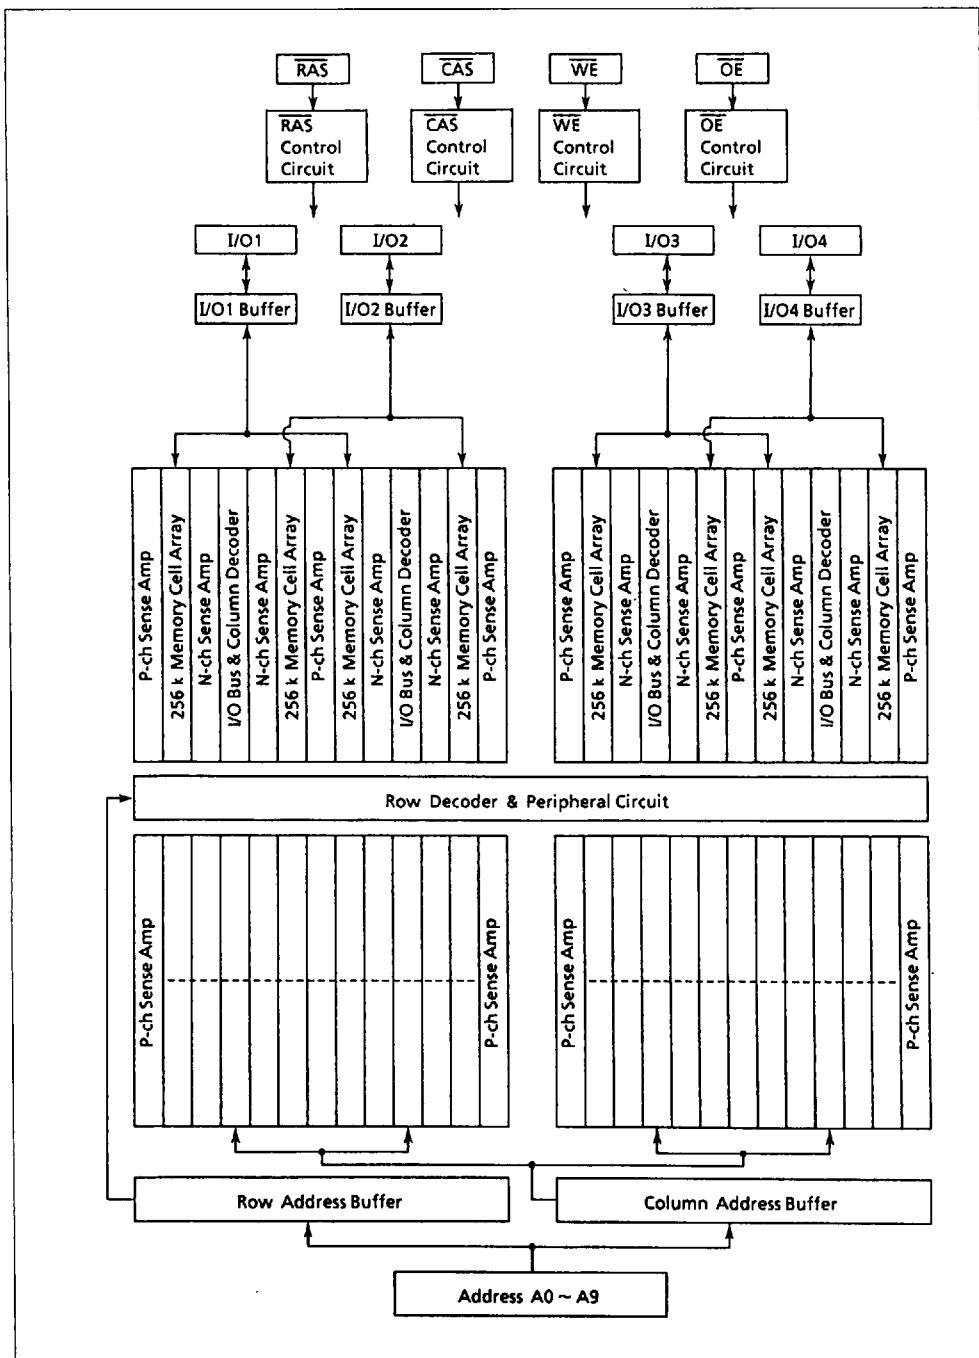 RAS CAS WE OE
RAS CAS WE OE
Control Control Control Control
Circuit Circuit Circuit Circuit
I/O1 I/O2 I/O3 I/O4
I/O1 Buffer I/O2 Buffer I/O3 Buffer I/O4 Buffer
P-ch Sense Amp
256 k Memory Cell Array
N-ch Sense Amp
I/O Bus & Column Decoder
N-ch Sense Amp
256 k Memory Cell Array
P-ch Sense Amp
256 k Memory Cell Array
N-ch Sense Amp
I/O Bus & Column Decoder
N-ch Sense Amp
256 k Memory Cell Array
P-ch Sense Amp
P-ch Sense Amp
256 k Memory Cell Array
N-ch Sense Amp
I/O Bus & Column Decoder
N-ch Sense Amp
256 k Memory Cell Array
P-ch Sense Amp
256 k Memory Cell Array
N-ch Sense Amp
I/O Bus & Column Decoder
N-ch Sense Amp
256 k Memory Cell Array
P-ch Sense Amp
Row Decoder & Peripheral Circuit
P-ch Sense Amp
P-ch Sense Amp
P-ch Sense Amp
P-ch Sense Amp
Row Address Buffer
Column Address Buffer
Address A0 ~ A9